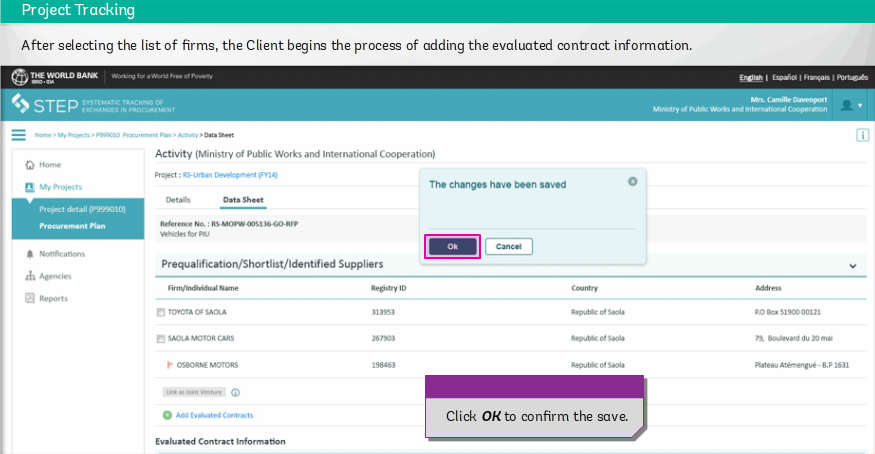 Project Tracking
After selecting the list of firms, the Client begins the process of adding the evaluated contract information.
THE WORLD BANK
IBRD • IDA
Working for a World Free of Poverty
English | Español | Français | Português
STEP
SYSTEMATIC TRACKING OF
EXCHANGES IN PROCUREMENT
Mrs. Camille Davenport
Ministry of Public Works and International Cooperation
Home > My Projects > P999010 Procurement Plan > Activity > Data Sheet
Home
My Projects
Project detail (P999010)
Procurement Plan
Notifications
Agencies
Reports
Activity (Ministry of Public Works and International Cooperation)
Project : RS-Urban Development (FY14)
Details
Data Sheet
Reference No. : RS-MOPW-005136-GO-RFP
Vehicles for PIU
The changes have been saved
Ok
Cancel
Prequalification/Shortlist/Identified Suppliers
Firm/Individual Name Registry ID Country Address
TOYOTA OF SAOLA 313953 Republic of Saola P.O Box 51900 00121
SAOLA MOTOR CARS 267903 Republic of Saola 79, Boulevard du 20 mai
OSBORNE MOTORS 198463 Republic of Saola Plateau Atémengué - B.P 1631
Link as Joint Venture
Add Evaluated Contracts
Click OK to confirm the save.
Evaluated Contract Information